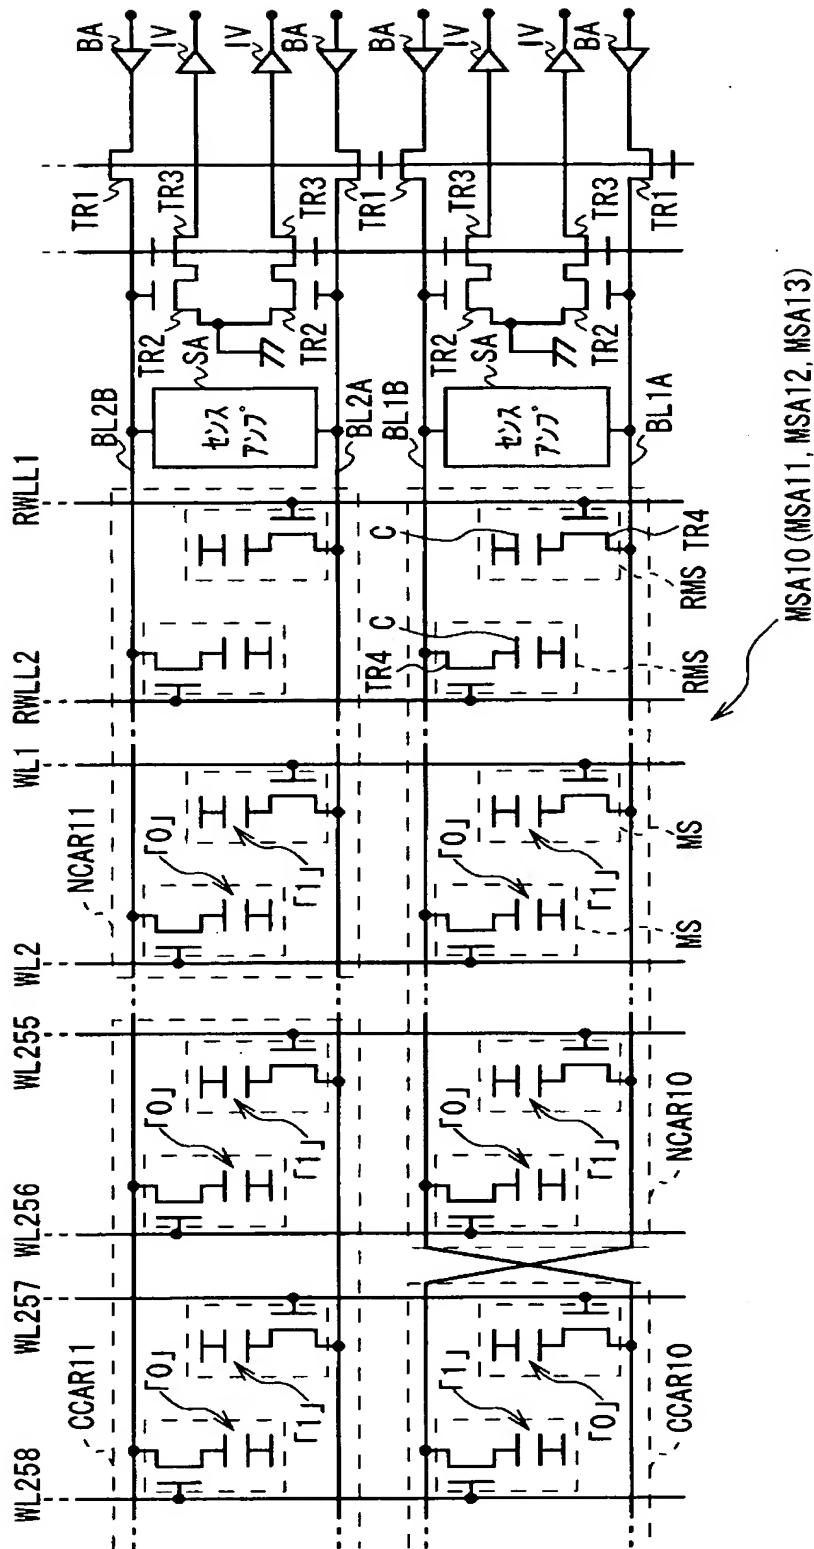 BA
IV
IV
BA
BA
IV
IV
BA
TR1
TR3
TR3
TR1
TR3
TR3
TR1
TR2
TR2
TR2
TR2
SA
SA
センス
アンプ
センス
アンプ
BL2B
BL2A
BL1B
BL1A
RWLL1
C
TR4
RMS
RWLL2
C
TR4
RMS
WL1
NCAR11
「0」
「1」
「0」
「1」
MS
WL2
MS
WL255
「0」
「1」
「0」
「1」
NCAR10
WL256
WL257
CCAR11
「0」
「1」
「1」
「0」
CCAR10
WL258
MSA10(MSA11, MSA12, MSA13)